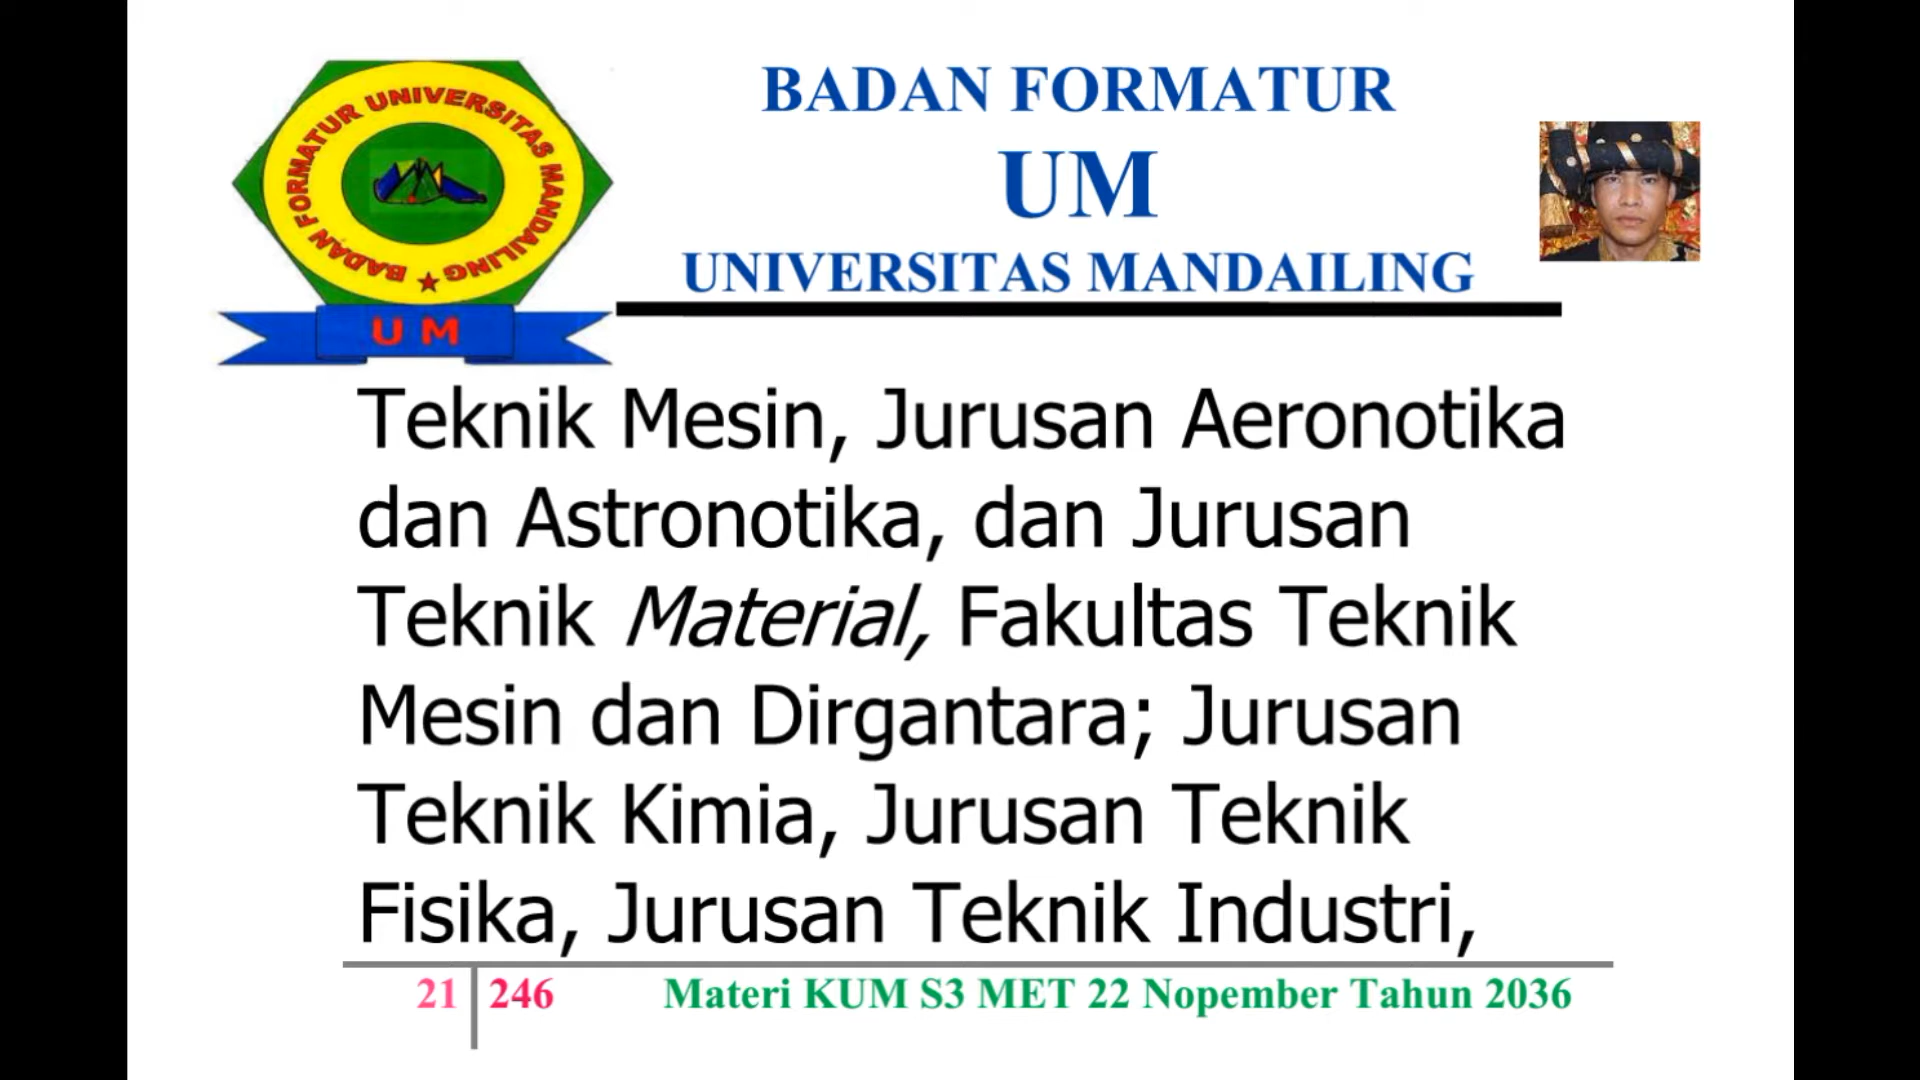 BADAN FORMATUR UNIVERSITAS MANDAILING
U M
BADAN FORMATUR
UM
UNIVERSITAS MANDAILING
Teknik Mesin, Jurusan Aeronotika
dan Astronotika, dan Jurusan
Teknik Material, Fakultas Teknik
Mesin dan Dirgantara; Jurusan
Teknik Kimia, Jurusan Teknik
Fisika, Jurusan Teknik Industri,
21 246 Materi KUM S3 MET 22 Nopember Tahun 2036